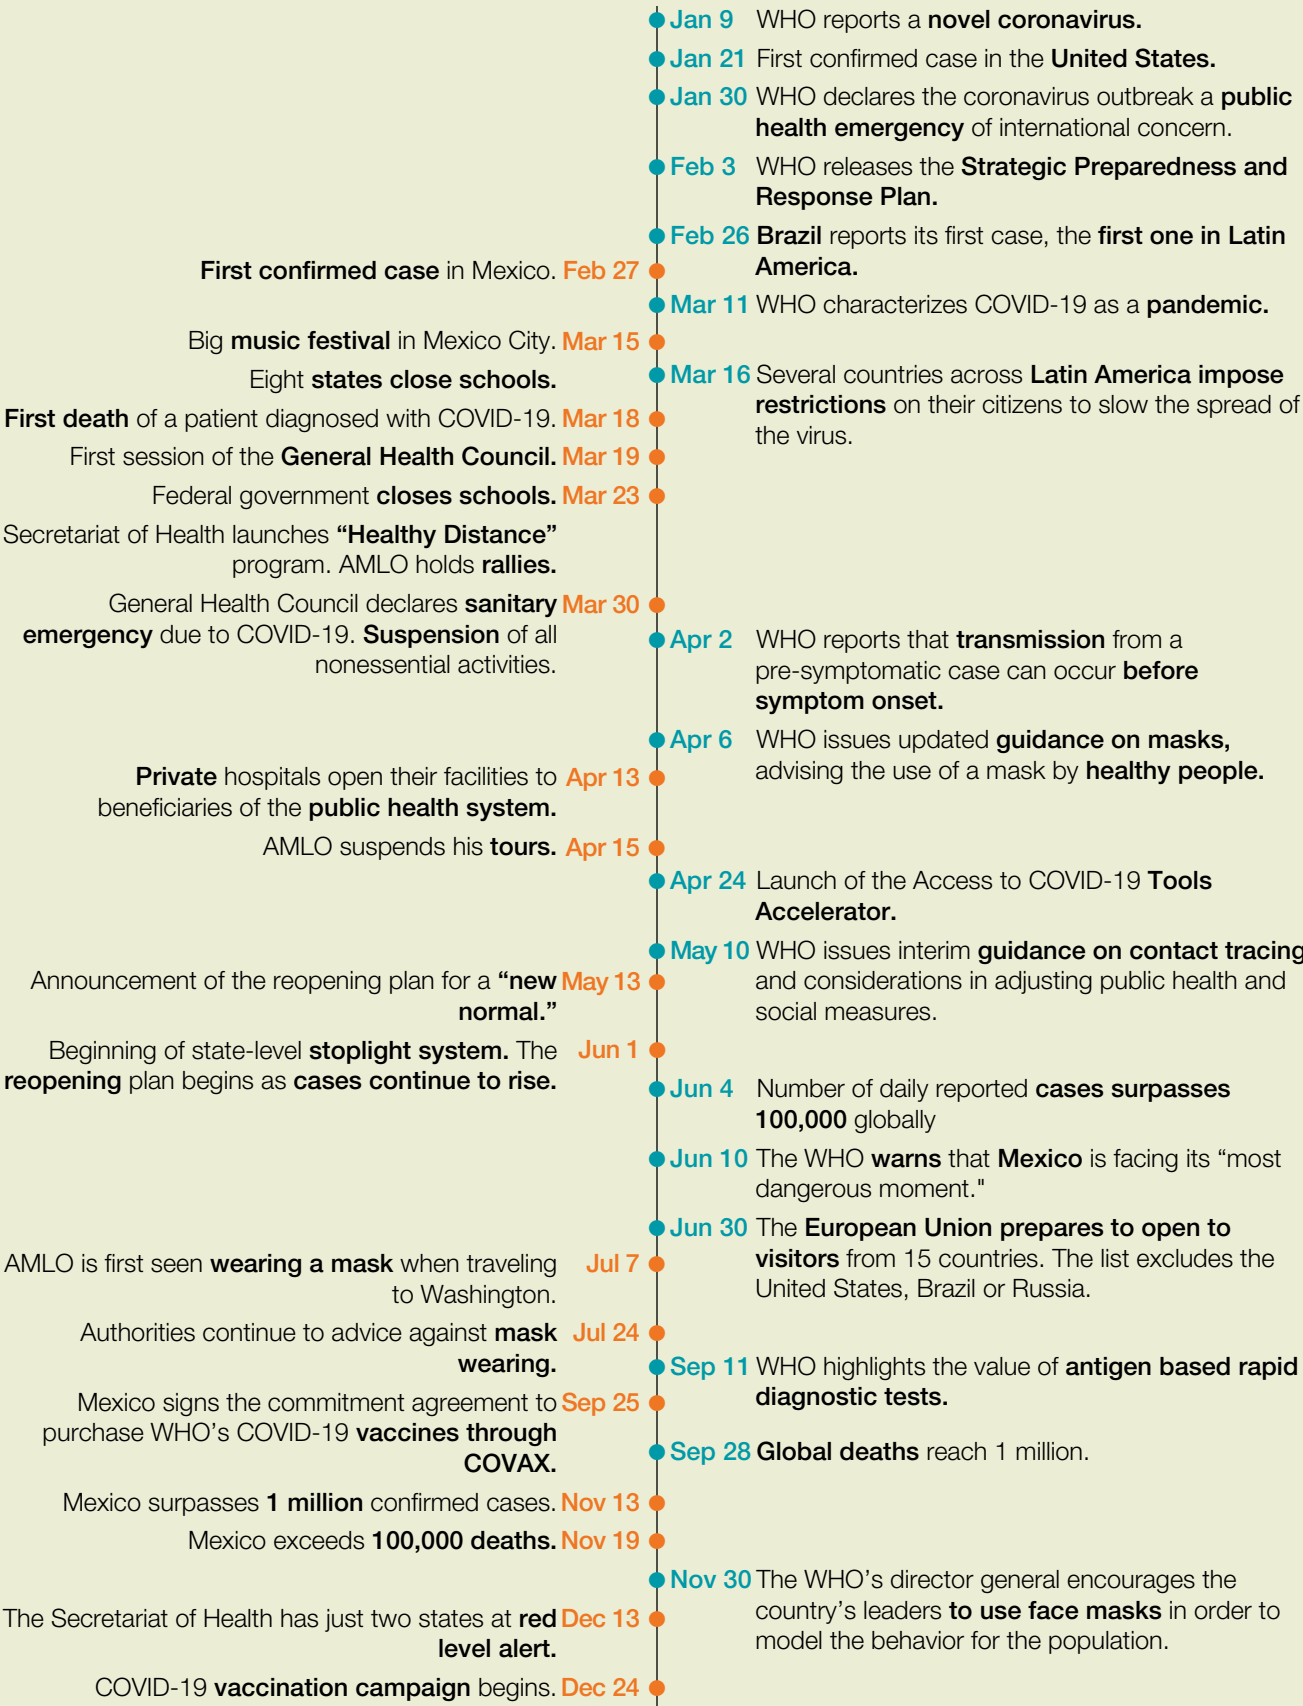 Jan 9 WHO reports a novel coronavirus.
Jan 21 First confirmed case in the United States.
Jan 30 WHO declares the coronavirus outbreak a public
health emergency of international concern.
Feb 3 WHO releases the Strategic Preparedness and
Response Plan.
Feb 26 Brazil reports its first case, the first one in Latin
America.
First confirmed case in Mexico. Feb 27
Mar 11 WHO characterizes COVID-19 as a pandemic.
Big music festival in Mexico City. Mar 15
Eight states close schools.
Mar 16 Several countries across Latin America impose
restrictions on their citizens to slow the spread of
the virus.
First death of a patient diagnosed with COVID-19. Mar 18
First session of the General Health Council. Mar 19
Federal government closes schools. Mar 23
Secretariat of Health launches “Healthy Distance”
program. AMLO holds rallies.
General Health Council declares sanitary Mar 30
emergency due to COVID-19. Suspension of all
nonessential activities.
Apr 2 WHO reports that transmission from a
pre-symptomatic case can occur before
symptom onset.
Apr 6 WHO issues updated guidance on masks,
advising the use of a mask by healthy people.
Private hospitals open their facilities to Apr 13
beneficiaries of the public health system.
AMLO suspends his tours. Apr 15
Apr 24 Launch of the Access to COVID-19 Tools
Accelerator.
May 10 WHO issues interim guidance on contact tracing
and considerations in adjusting public health and
social measures.
Announcement of the reopening plan for a “new May 13
normal.”
Beginning of state-level stoplight system. The Jun 1
reopening plan begins as cases continue to rise.
Jun 4 Number of daily reported cases surpasses
100,000 globally
Jun 10 The WHO warns that Mexico is facing its “most
dangerous moment."
Jun 30 The European Union prepares to open to
visitors from 15 countries. The list excludes the
United States, Brazil or Russia.
AMLO is first seen wearing a mask when traveling Jul 7
to Washington.
Authorities continue to advice against mask Jul 24
wearing.
Sep 11 WHO highlights the value of antigen based rapid
diagnostic tests.
Mexico signs the commitment agreement to Sep 25
purchase WHO’s COVID-19 vaccines through
COVAX.
Sep 28 Global deaths reach 1 million.
Mexico surpasses 1 million confirmed cases. Nov 13
Mexico exceeds 100,000 deaths. Nov 19
Nov 30 The WHO’s director general encourages the
country’s leaders to use face masks in order to
model the behavior for the population.
The Secretariat of Health has just two states at red Dec 13
level alert.
COVID-19 vaccination campaign begins. Dec 24